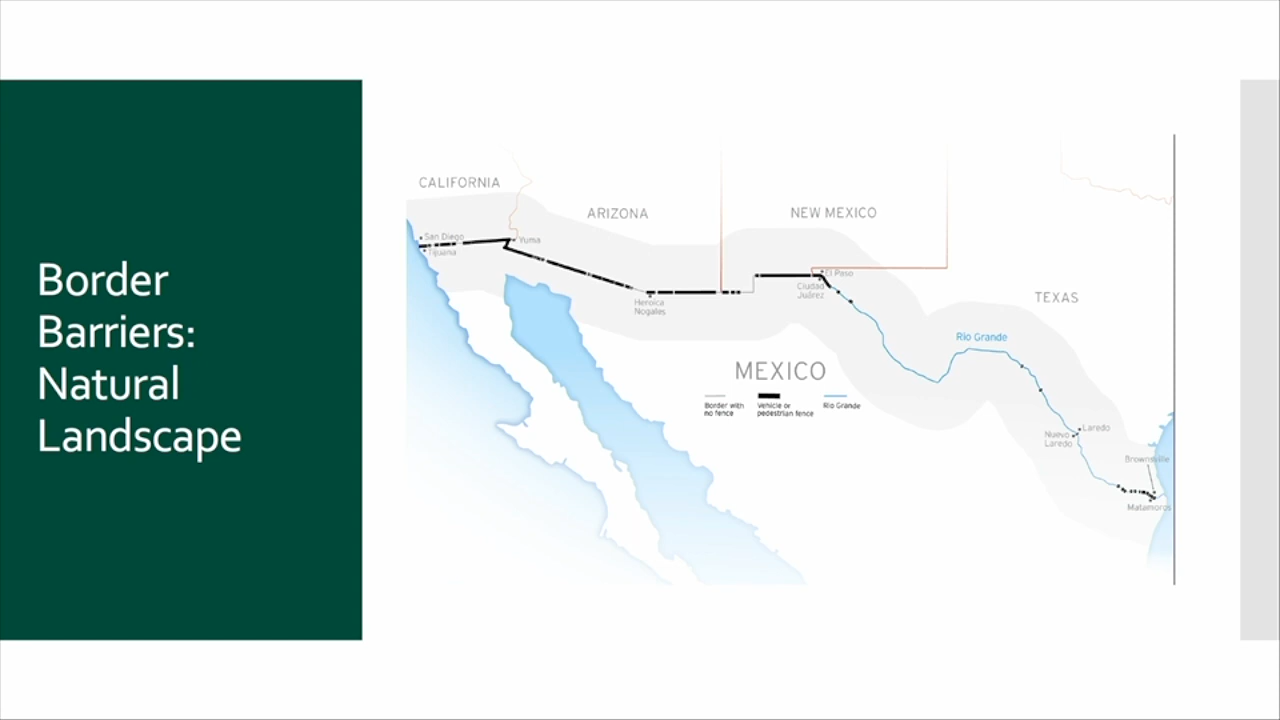 Border
Barriers:
Natural
Landscape
CALIFORNIA
ARIZONA
NEW MEXICO
San Diego
Tijuana
Yuma
El Paso
Ciudad
Juárez
Heroica
Nogales
TEXAS
Rio Grande
MEXICO
Border with
no fence
Vehicle or
pedestrian fence
Rio Grande
Laredo
Nuevo
Laredo
Brownsville
Matamoros